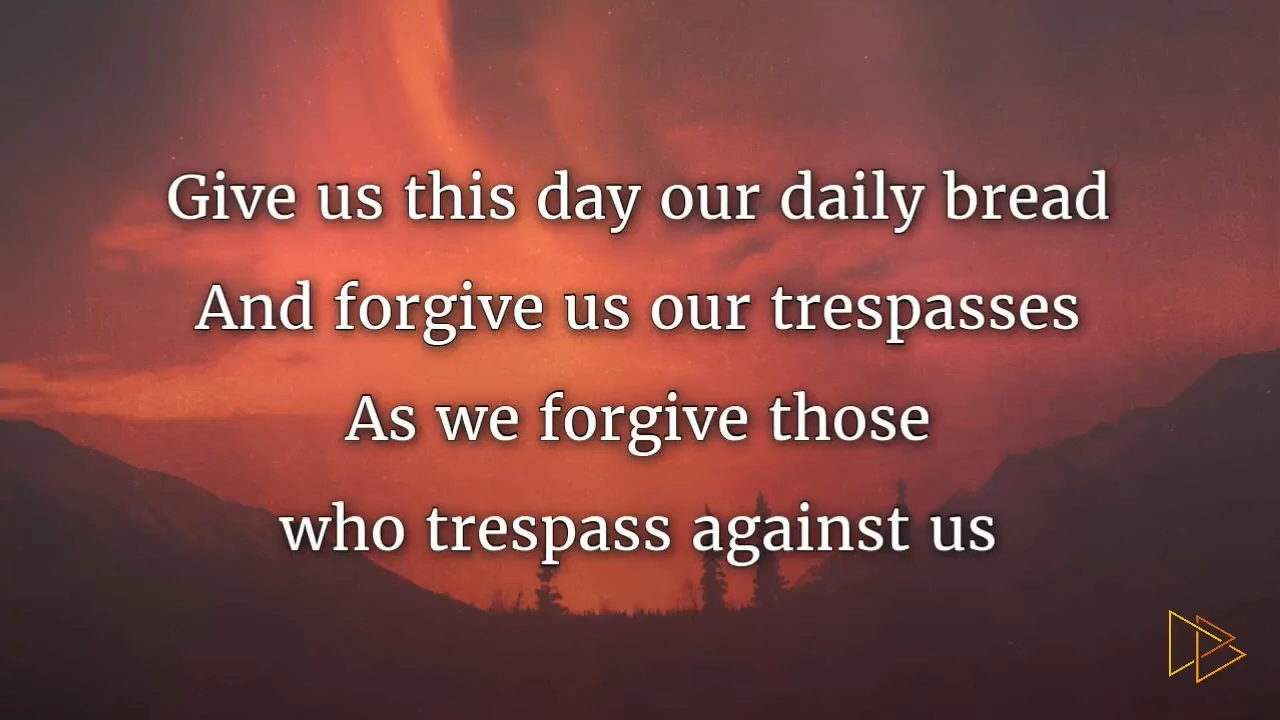 Give us this day our daily bread
And forgive us our trespasses
As we forgive those
who trespass against us